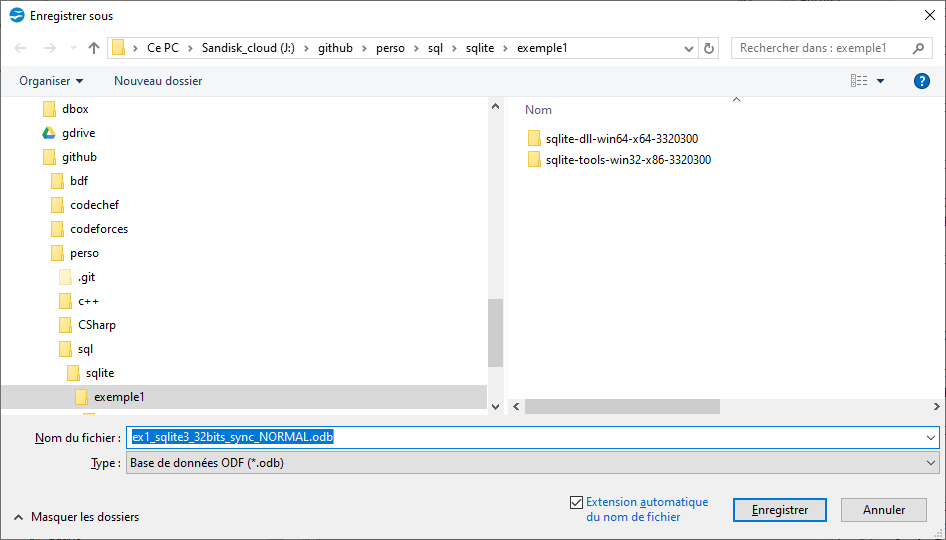 Enregistrer sous
Ce PC > Sandisk_cloud (J:) > github > perso > sql > sqlite > exemple1
Rechercher dans : exemple1
Organiser
Nouveau dossier
?
dbox
gdrive
github
bdf
codechef
codeforces
perso
.git
c++
CSharp
sql
sqlite
exemple1
Nom
sqlite-dll-win64-x64-3320300
sqlite-tools-win32-x86-3320300
Nom du fichier :
ex1_sqlite3_32bits_sync_NORMAL.odb
Type :
Base de données ODF (*.odb)
Masquer les dossiers
Extension automatique
du nom de fichier
Enregistrer
Annuler